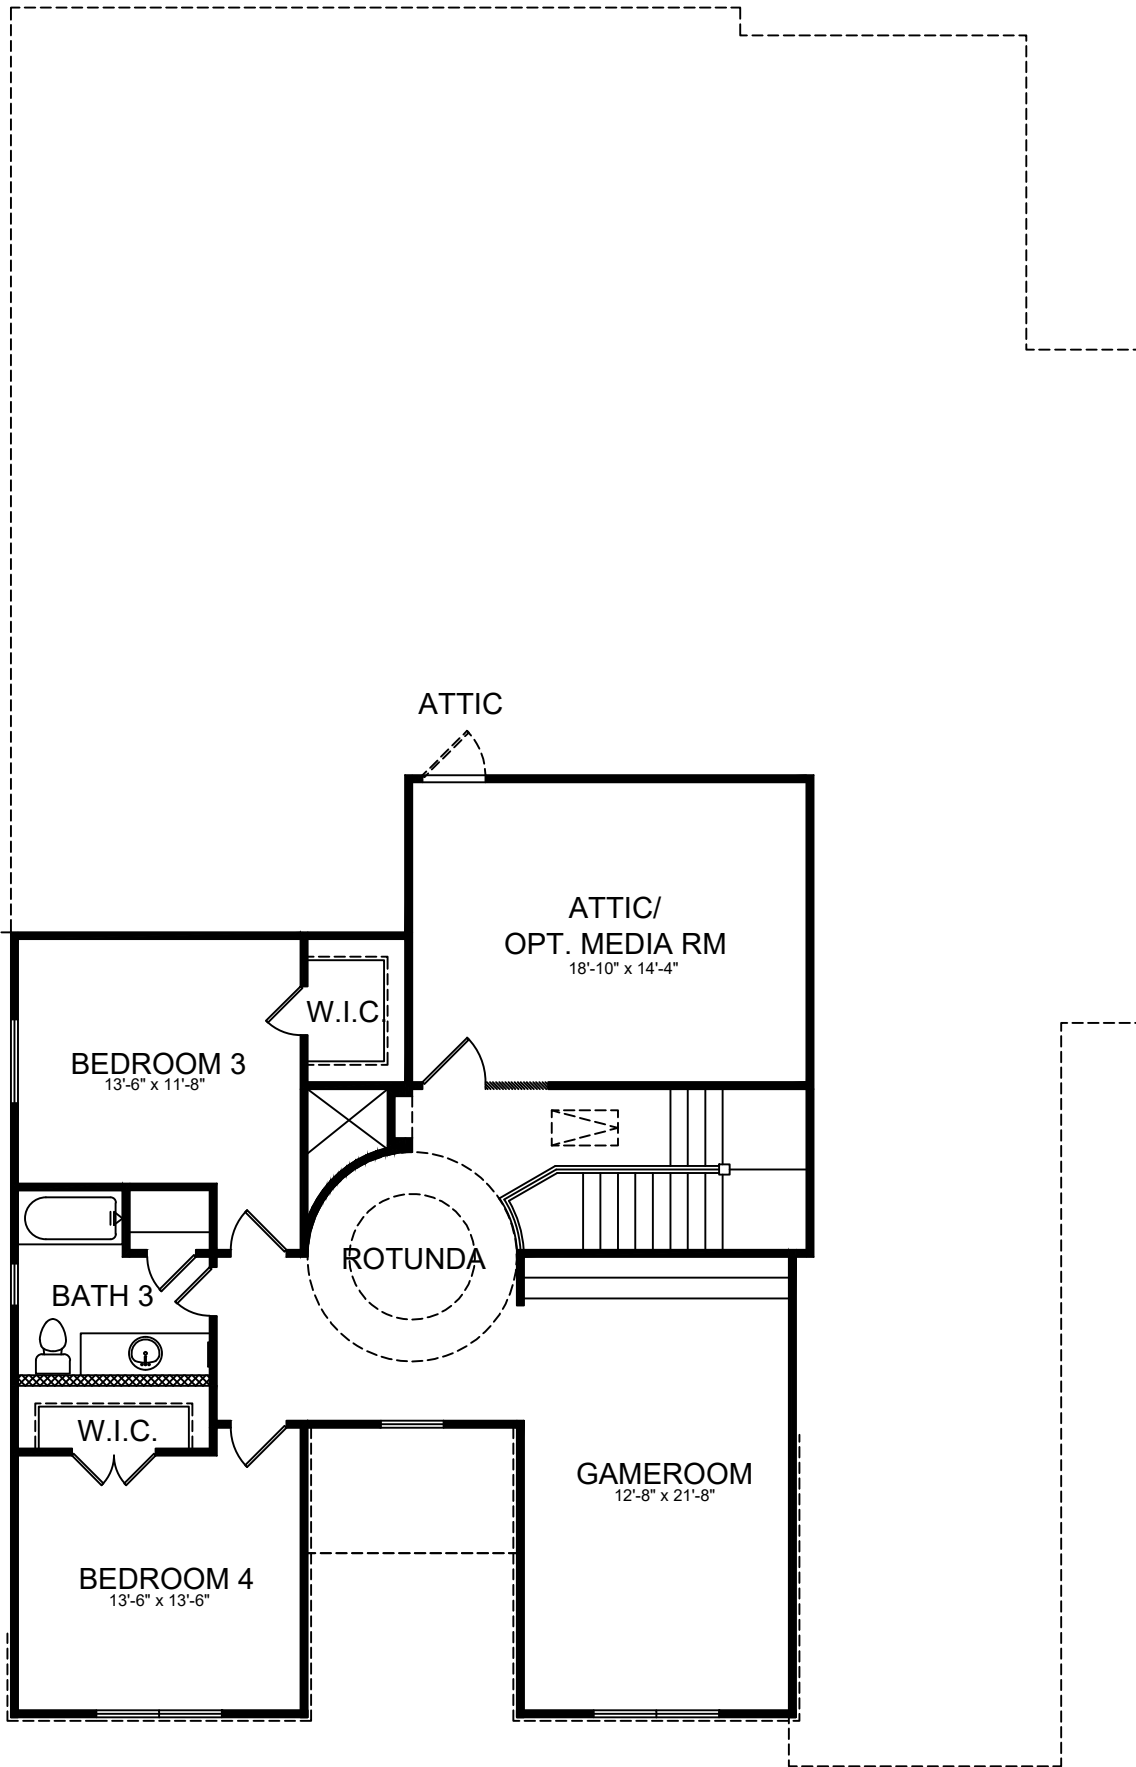 ATTIC
ATTIC/
OPT. MEDIA RM
18'-10" x 14'-4"
W.I.C.
BEDROOM 3
13'-6" x 11'-8"
ROTUNDA
BATH 3
W.I.C.
GAMEROOM
12'-8" x 21'-8"
BEDROOM 4
13'-6" x 13'-6"